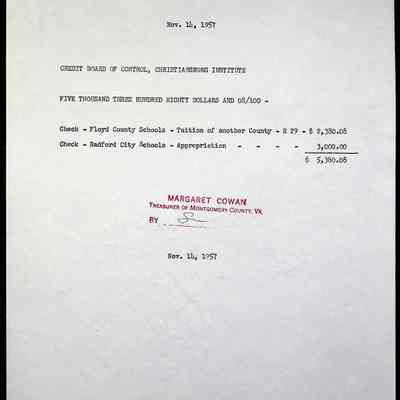 Nov. 14, 1957
CREDIT BOARD OF CONTROL, CHRISTIANSBURG INSTITUTE
FIVE THOUSAND THREE HUNDRED EIGHTY DOLLARS AND 08/100 -
Check - Floyd County Schools - Tuition of another County - R 29 - $ 2,380.08
Check - Radford City Schools - Appropriction - - - - 3,000.00
$ 5,380.08
MARGARET COWAN
TREASURER OF MONTGOMERY COUNTY, VA.
BY
Nov. 14, 1957